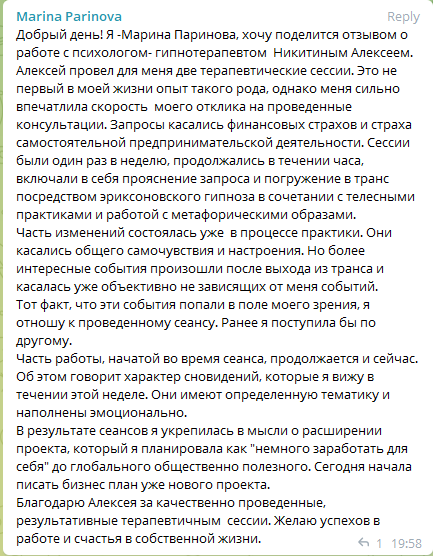 Marina Parinova Reply
Добрый день! Я -Марина Паринова, хочу поделится отзывом о
работе с психологом- гипнотерапевтом Никитиным Алексеем.
Алексей провел для меня две терапевтические сессии. Это не
первый в моей жизни опыт такого рода, однако меня сильно
впечатлила скорость моего отклика на проведенные
консультации. Запросы касались финансовых страхов и страха
самостоятельной предпринимательской деятельности. Сессии
были один раз в неделю, продолжались в течении часа,
включали в себя прояснение запроса и погружение в транс
посредством эриксоновского гипноза в сочетании с телесными
практиками и работой с метафорическими образами.
Часть изменений состоялась уже в процессе практики. Они
касались общего самочувствия и настроения. Но более
интересные события произошли после выхода из транса и
касалась уже объективно не зависящих от меня событий.
Тот факт, что эти события попали в поле моего зрения, я
отношу к проведенному сеансу. Ранее я поступила бы по
другому.
Часть работы, начатой во время сеанса, продолжается и сейчас.
Об этом говорит характер сновидений, которые я вижу в
течении этой недели. Они имеют определенную тематику и
наполнены эмоционально.
В результате сеансов я укрепилась в мысли о расширении
проекта, который я планировала как "немного заработать для
себя" до глобального общественно полезного. Сегодня начала
писать бизнес план уже нового проекта.
Благодарю Алексея за качественно проведенные,
результативные терапевтичным сессии. Желаю успехов в
работе и счастья в собственной жизни. 1 19:58